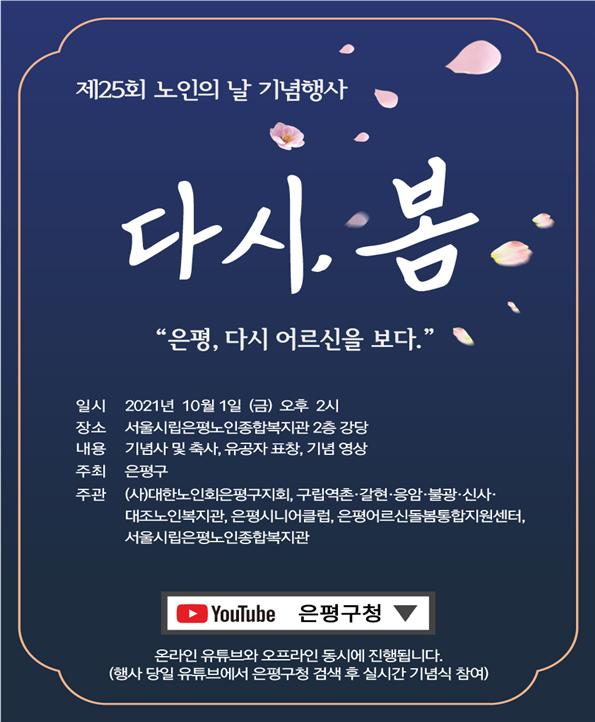 제25회 노인의 날 기념행사
다시, 봄
“은평, 다시 어르신을 보다.”
일시 2021년 10월 1일 (금) 오후 2시
장소 서울시립은평노인종합복지관 2층 강당
내용 기념사 및 축사, 유공자 표창, 기념 영상
주최 은평구
주관 (사)대한노인회은평구지회, 구립역촌·갈현·응암·불광·신사·
대조노인복지관, 은평시니어클럽, 은평어르신돌봄통합지원센터,
서울시립은평노인종합복지관
YouTube 은평구청 ▼
온라인 유튜브와 오프라인 동시에 진행됩니다.
(행사 당일 유튜브에서 은평구청 검색 후 실시간 기념식 참여)